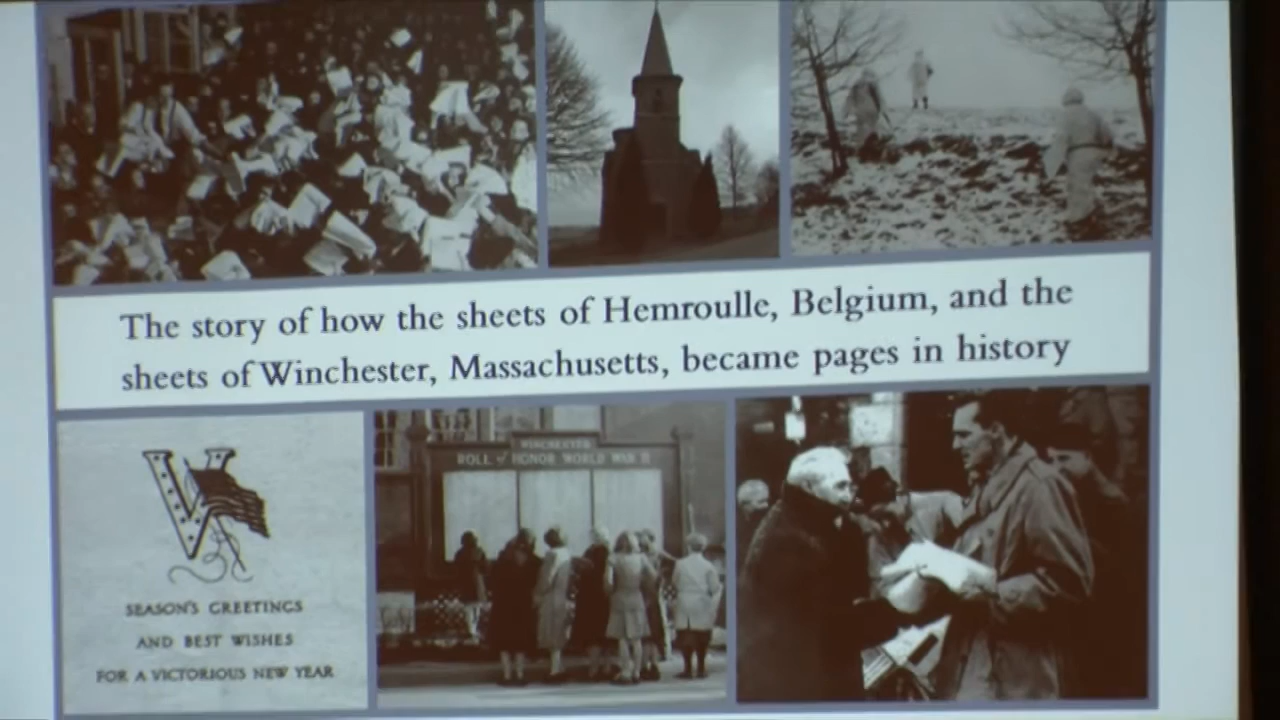 The story of how the sheets of Hemroulle, Belgium, and the
sheets of Winchester, Massachusetts, became pages in history
V
SEASON'S GREETINGS
AND BEST WISHES
FOR A VICTORIOUS NEW YEAR
WINCHESTER
ROLL of HONOR WORLD WAR II